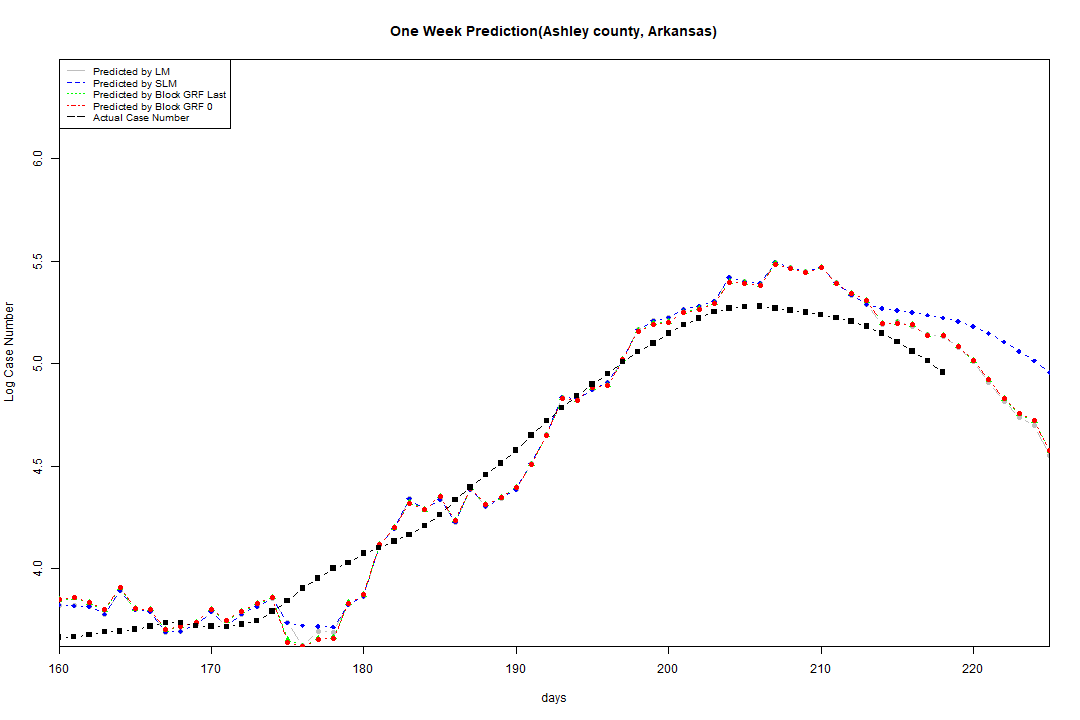 One Week Prediction(Ashley county, Arkansas)
Predicted by LM
Predicted by SLM
Predicted by Block GRF Last
Predicted by Block GRF 0
Actual Case Number
6.0
5.5
5.0
4.5
4.0
Log Case Number
160 170 180 190 200 210 220
days